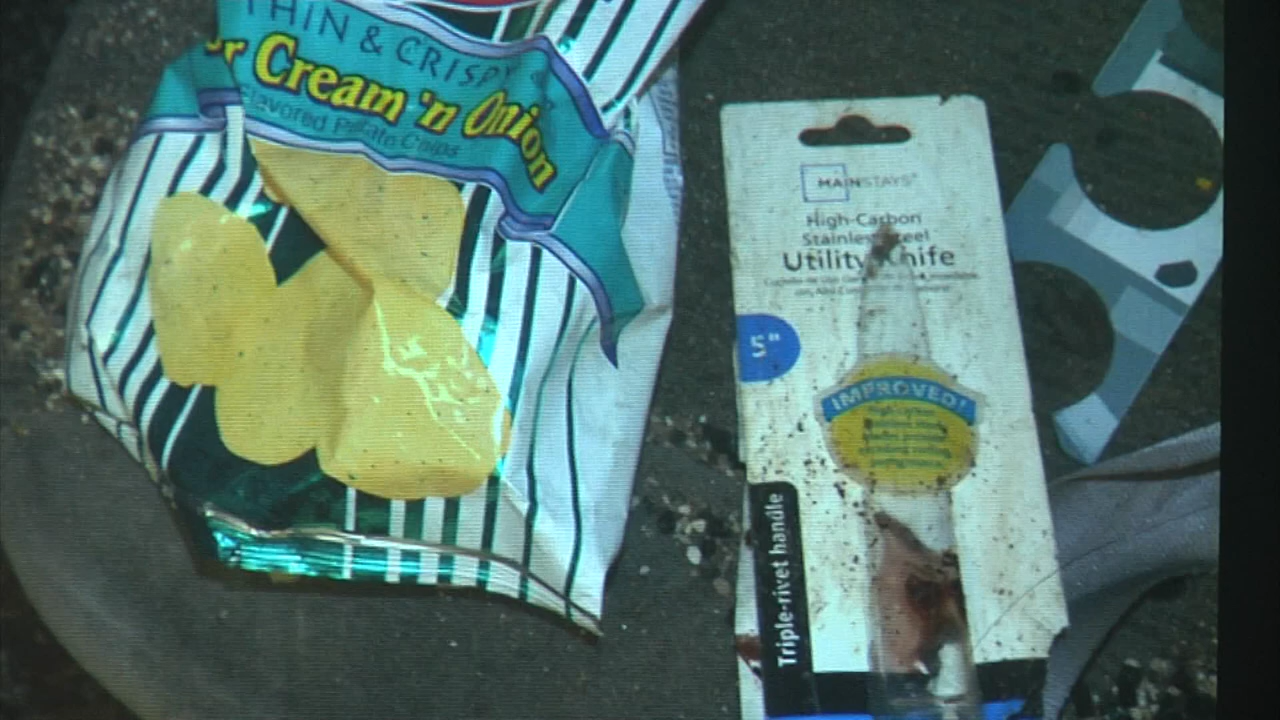 THIN & CRISPY
r Cream 'n Onion
Flavored Potato Chips
MAINSTAYS
High-Carbon
Stainless Steel
Utility Knife
5"
IMPROVED!
Triple-rivet handle